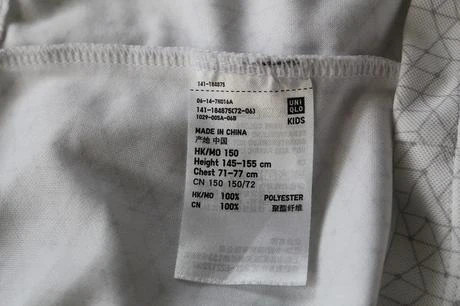 141-184875
06-16-7H016A
141-184875(72-06)
1029-005A-06B
UNI
QLO
KIDS
MADE IN CHINA
产地 中国
HK/MO 150
Height 145-155 cm
Chest 71-77 cm
CN 150 150/72
HK/MO 100% POLYESTER
CN 100% 聚酯纤维